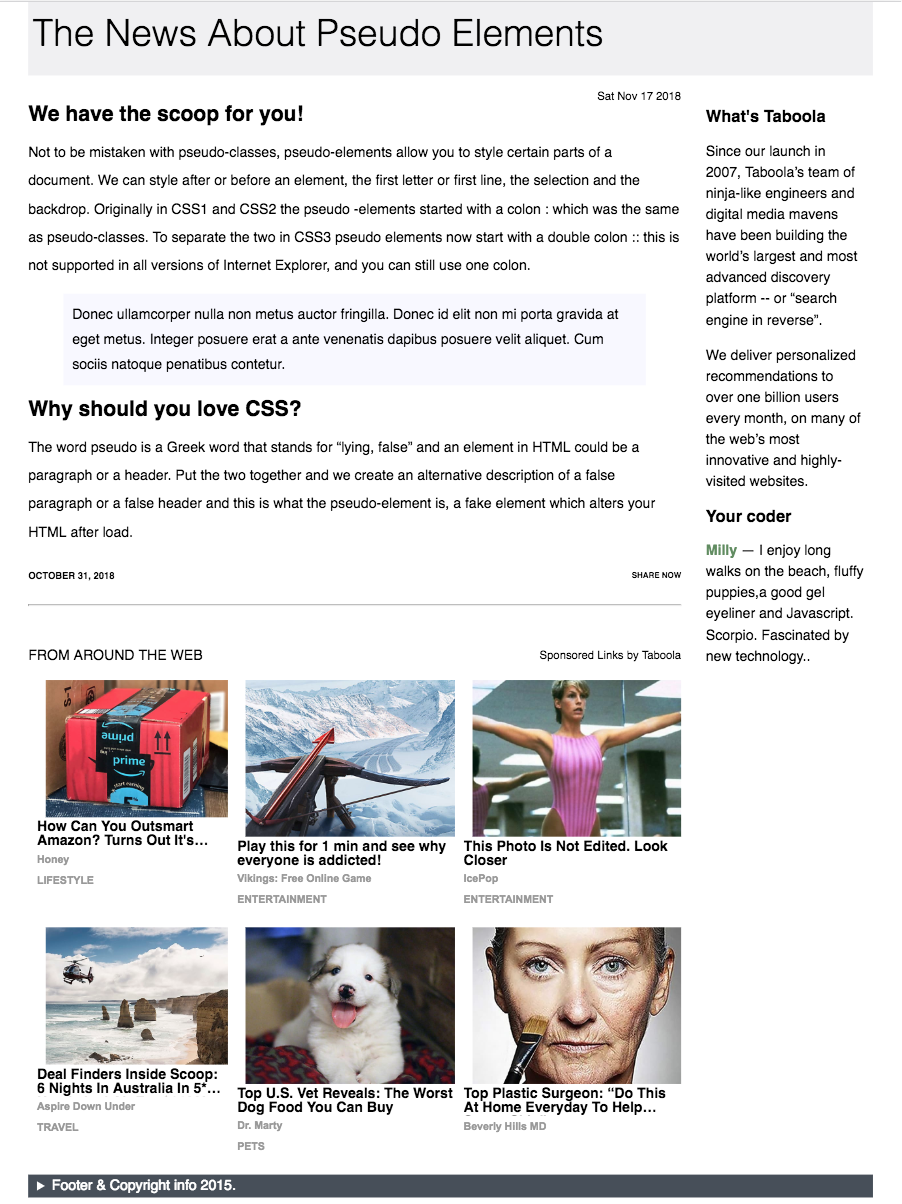 The News About Pseudo Elements
Sat Nov 17 2018
We have the scoop for you!
Not to be mistaken with pseudo-classes, pseudo-elements allow you to style certain parts of a
document. We can style after or before an element, the first letter or first line, the selection and the
backdrop. Originally in CSS1 and CSS2 the pseudo -elements started with a colon : which was the same
as pseudo-classes. To separate the two in CSS3 pseudo elements now start with a double colon :: this is
not supported in all versions of Internet Explorer, and you can still use one colon.
Donec ullamcorper nulla non metus auctor fringilla. Donec id elit non mi porta gravida at
eget metus. Integer posuere erat a ante venenatis dapibus posuere velit aliquet. Cum
sociis natoque penatibus contetur.
Why should you love CSS?
The word pseudo is a Greek word that stands for “lying, false” and an element in HTML could be a
paragraph or a header. Put the two together and we create an alternative description of a false
paragraph or a false header and this is what the pseudo-element is, a fake element which alters your
HTML after load.
OCTOBER 31, 2018
SHARE NOW
What's Taboola
Since our launch in
2007, Taboola’s team of
ninja-like engineers and
digital media mavens
have been building the
world’s largest and most
advanced discovery
platform -- or “search
engine in reverse”.
We deliver personalized
recommendations to
over one billion users
every month, on many of
the web’s most
innovative and highly-
visited websites.
Your coder
Milly — I enjoy long
walks on the beach, fluffy
puppies,a good gel
eyeliner and Javascript.
Scorpio. Fascinated by
new technology..
FROM AROUND THE WEB
Sponsored Links by Taboola
prime
prime
start earning
How Can You Outsmart
Amazon? Turns Out It's…
Honey
LIFESTYLE
Play this for 1 min and see why
everyone is addicted!
Vikings: Free Online Game
ENTERTAINMENT
This Photo Is Not Edited. Look
Closer
IcePop
ENTERTAINMENT
Deal Finders Inside Scoop:
6 Nights In Australia In 5*…
Aspire Down Under
TRAVEL
Top U.S. Vet Reveals: The Worst
Dog Food You Can Buy
Dr. Marty
PETS
Top Plastic Surgeon: “Do This
At Home Everyday To Help…
Beverly Hills MD
Footer & Copyright info 2015.